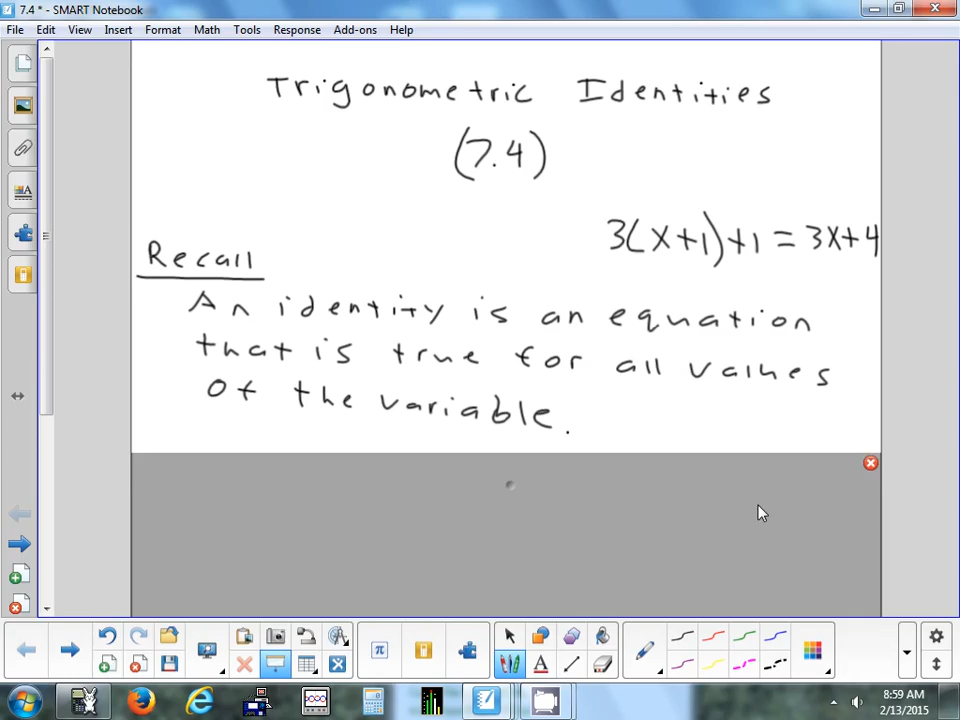 7.4 * - SMART Notebook
File Edit View Insert Format Math Tools Response Add-ons Help
Trigonometric Identities
(7.4)
3(x+1)+1 = 3x+4
Recall
An identity is an equation
that is true for all values
of the variable.
8:59 AM
2/13/2015